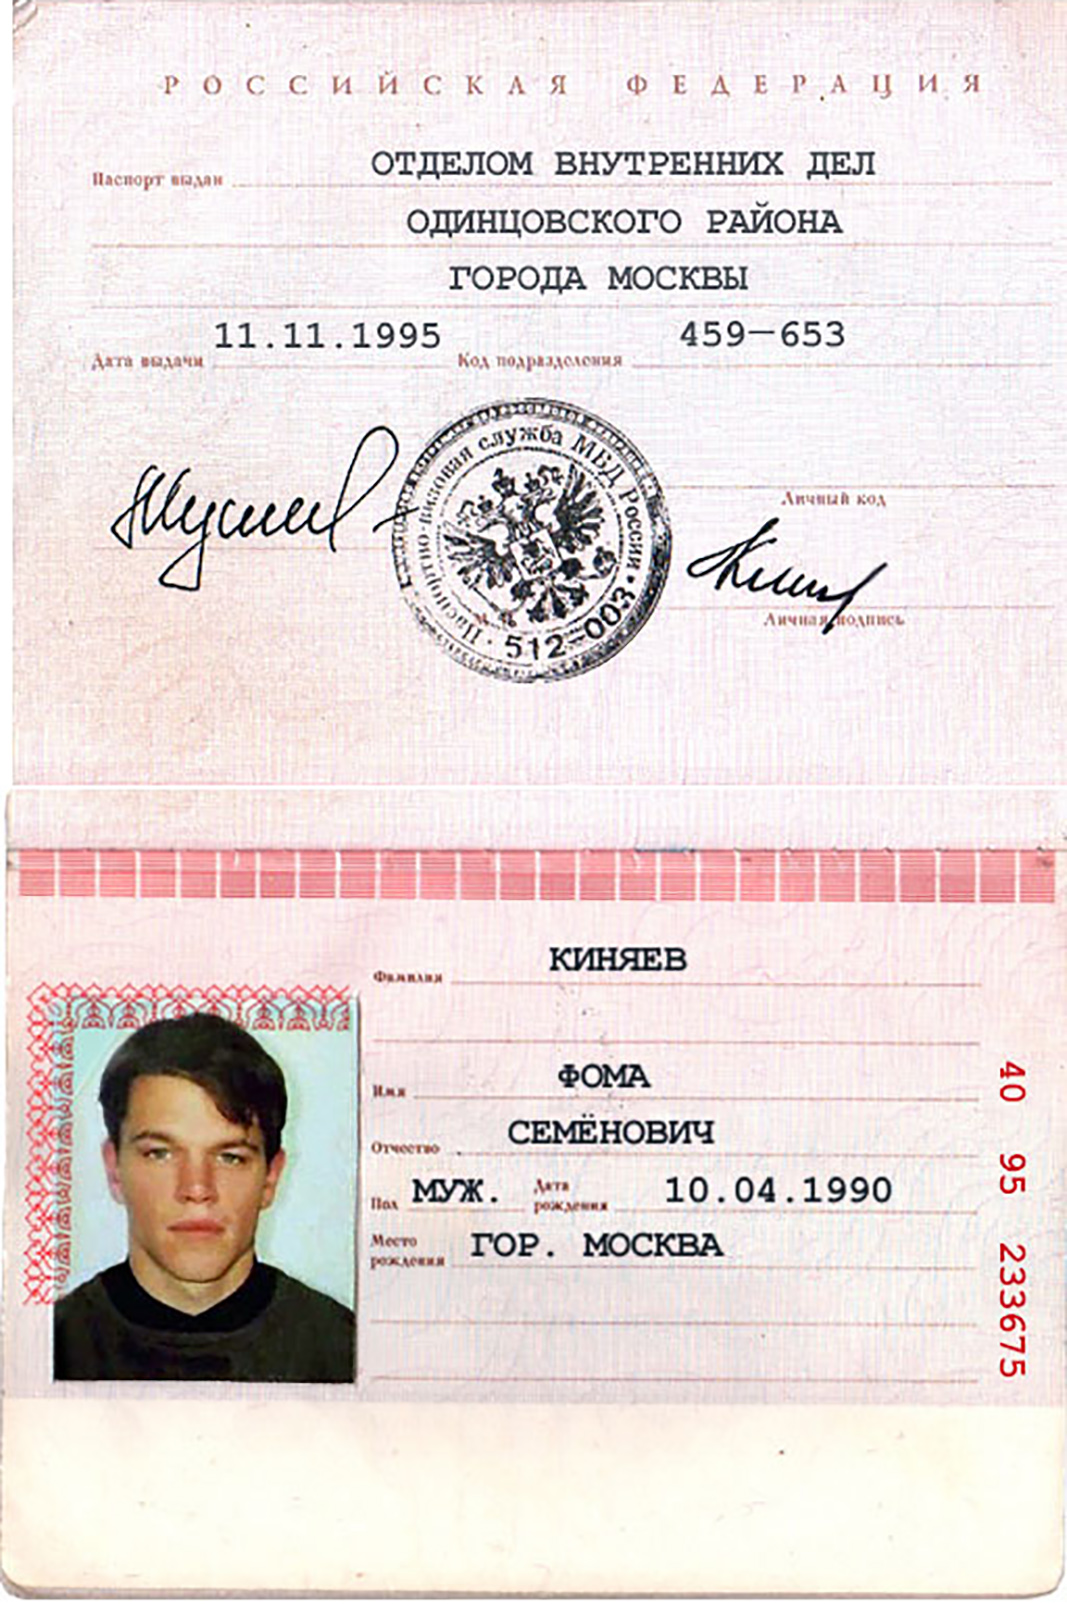 РОССИЙСКАЯ ФЕДЕРАЦИЯ
Паспорт выдан ОТДЕЛОМ ВНУТРЕННИХ ДЕЛ
ОДИНЦОВСКОГО РАЙОНА
ГОРОДА МОСКВЫ
Дата выдачи 11.11.1995 Код подразделения 459—653
Паспортно-визовая служба МВД России • 512-003 •
Личный код
Личная подпись
Фамилия КИНЯЕВ
Имя ФОМА
Отчество СЕМЁНОВИЧ
Пол МУЖ. Дата рождения 10.04.1990
Место рождения ГОР. МОСКВА
40 95 233675